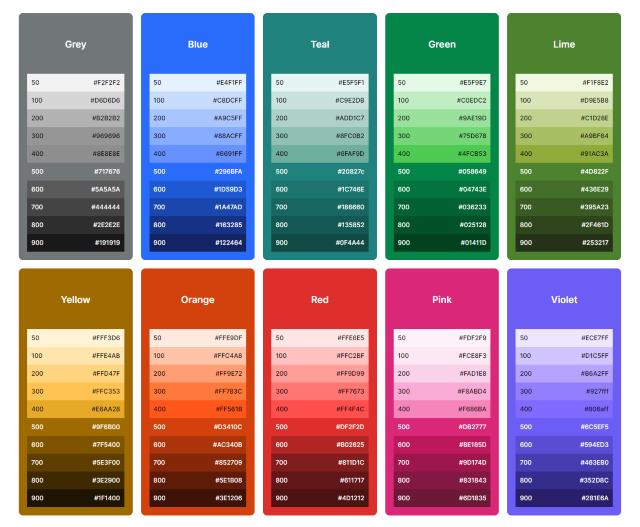 Grey
50 #F2F2F2
100 #D6D6D6
200 #B2B2B2
300 #969696
400 #8E8E8E
500 #717676
600 #5A5A5A
700 #444444
800 #2E2E2E
900 #191919
Blue
50 #E4F1FF
100 #C8DCFF
200 #A9C5FF
300 #88ACFF
400 #6691FF
500 #296BFA
600 #1D59D3
700 #1A47AD
800 #163285
900 #122464
Teal
50 #E5F5F1
100 #C9E2DB
200 #ADD1C7
300 #8FC0B2
400 #6FAF9D
500 #20827c
600 #1C746E
700 #186660
800 #135852
900 #0F4A44
Green
50 #E5F9E7
100 #C0EDC2
200 #9AE19D
300 #75D678
400 #4FCB53
500 #058649
600 #04743E
700 #036233
800 #025128
900 #01411D
Lime
50 #F1F8E2
100 #D9E5B8
200 #C1D28E
300 #A9BF64
400 #91AC3A
500 #4D822F
600 #436E29
700 #395A23
800 #2F461D
900 #253217
Yellow
50 #FFF3D6
100 #FFE4AB
200 #FFD47F
300 #FFC353
400 #E6AA28
500 #9F6B00
600 #7F5400
700 #5E3F00
800 #3E2900
900 #1F1400
Orange
50 #FFE9DF
100 #FFC4A8
200 #FF9E72
300 #FF783C
400 #FF561B
500 #D3410C
600 #AC340B
700 #852709
800 #5E1B08
900 #3E1206
Red
50 #FFE6E5
100 #FFC2BF
200 #FF9D99
300 #FF7673
400 #FF4F4C
500 #DF2F2D
600 #B02625
700 #811D1C
800 #611717
900 #4D1212
Pink
50 #FDF2F9
100 #FCE8F3
200 #FAD1E8
300 #F8ABD4
400 #F686BA
500 #DB2777
600 #BE185D
700 #9D174D
800 #831843
900 #6D1835
Violet
50 #ECE7FF
100 #D1C5FF
200 #B6A2FF
300 #927fff
400 #806aff
500 #6C5EF5
600 #594ED3
700 #463EB0
800 #352D8C
900 #281E6A